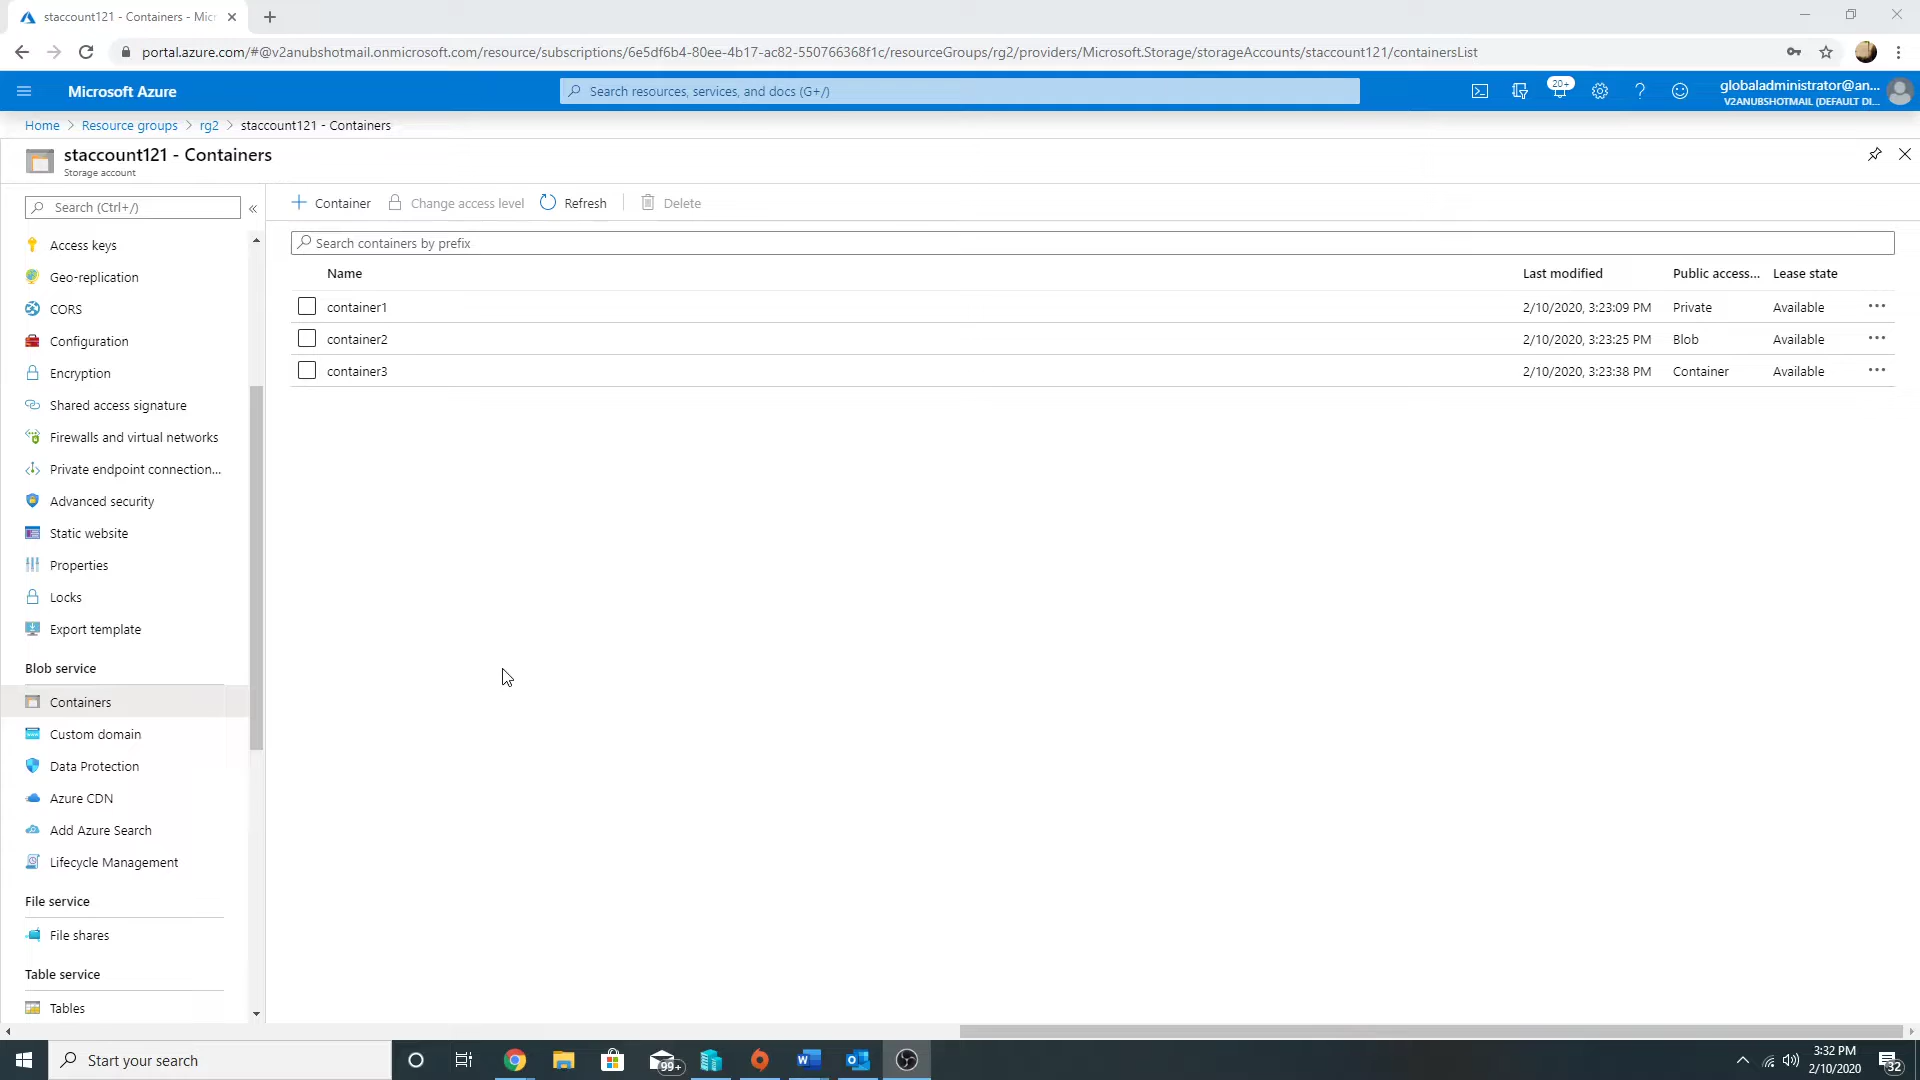 staccount121 - Containers - Micr
portal.azure.com/#@v2anubshotmail.onmicrosoft.com/resource/subscriptions/6e5df6b4-80ee-4b17-ac82-550766368f1c/resourceGroups/rg2/providers/Microsoft.Storage/storageAccounts/staccount121/containersList
Microsoft Azure
Search resources, services, and docs (G+/)
20+
globaladministrator@an...
V2ANUBSHOTMAIL (DEFAULT DI...
Home > Resource groups > rg2 > staccount121 - Containers
staccount121 - Containers
Storage account
Search (Ctrl+/)
«
Access keys
Geo-replication
CORS
Configuration
Encryption
Shared access signature
Firewalls and virtual networks
Private endpoint connection...
Advanced security
Static website
Properties
Locks
Export template
Blob service
Containers
Custom domain
Data Protection
Azure CDN
Add Azure Search
Lifecycle Management
File service
File shares
Table service
Tables
+ Container Change access level Refresh Delete
Search containers by prefix
Name Last modified Public access... Lease state
container1 2/10/2020, 3:23:09 PM Private Available ...
container2 2/10/2020, 3:23:25 PM Blob Available ...
container3 2/10/2020, 3:23:38 PM Container Available ...
Start your search
99+
3:32 PM
2/10/2020
32